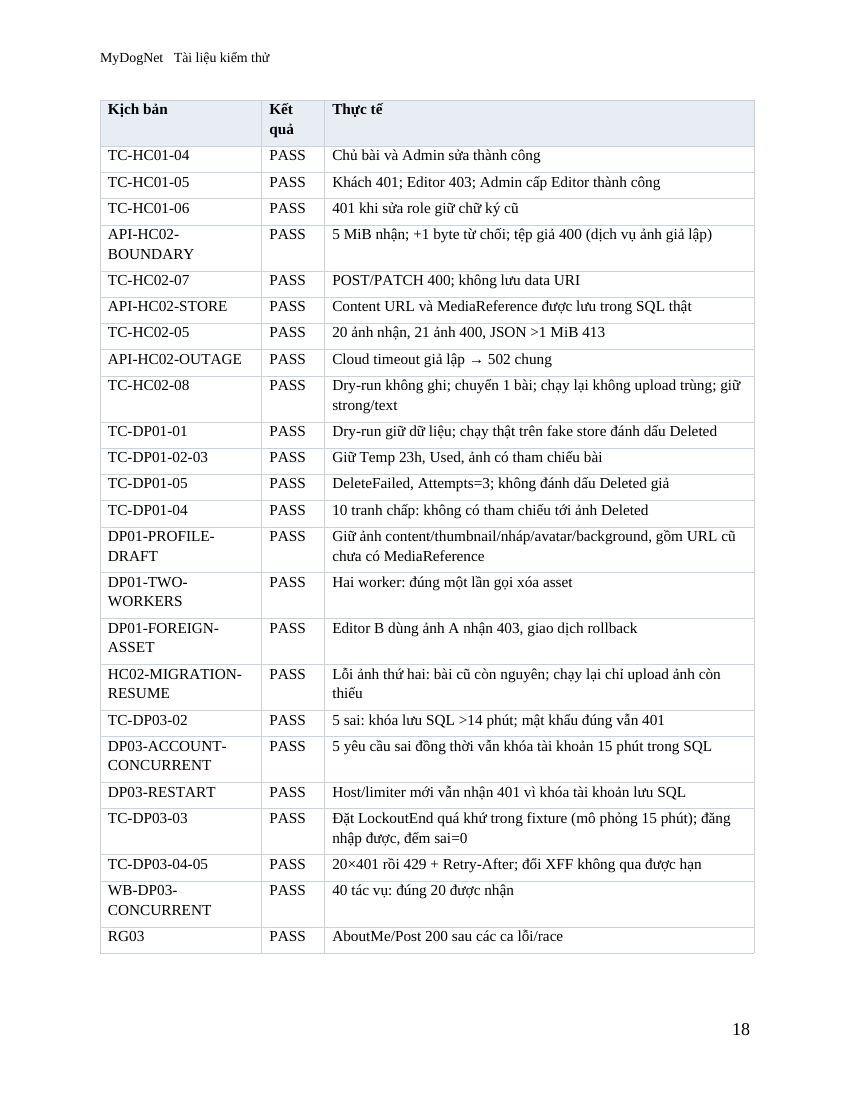 MyDogNet Tài liệu kiểm thử
Kịch bản
Kết
quả
Thực tế
TC-HC01-04 PASS Chủ bài và Admin sửa thành công
TC-HC01-05 PASS Khách 401; Editor 403; Admin cấp Editor thành công
TC-HC01-06 PASS 401 khi sửa role giữ chữ ký cũ
API-HC02-
BOUNDARY
PASS 5 MiB nhận; +1 byte từ chối; tệp giả 400 (dịch vụ ảnh giả lập)
TC-HC02-07 PASS POST/PATCH 400; không lưu data URI
API-HC02-STORE PASS Content URL và MediaReference được lưu trong SQL thật
TC-HC02-05 PASS 20 ảnh nhận, 21 ảnh 400, JSON >1 MiB 413
API-HC02-OUTAGE PASS Cloud timeout giả lập → 502 chung
TC-HC02-08 PASS Dry-run không ghi; chuyển 1 bài; chạy lại không upload trùng; giữ
strong/text
TC-DP01-01 PASS Dry-run giữ dữ liệu; chạy thật trên fake store đánh dấu Deleted
TC-DP01-02-03 PASS Giữ Temp 23h, Used, ảnh có tham chiếu bài
TC-DP01-05 PASS DeleteFailed, Attempts=3; không đánh dấu Deleted giả
TC-DP01-04 PASS 10 tranh chấp: không có tham chiếu tới ảnh Deleted
DP01-PROFILE-
DRAFT
PASS Giữ ảnh content/thumbnail/nháp/avatar/background, gồm URL cũ
chưa có MediaReference
DP01-TWO-
WORKERS
PASS Hai worker: đúng một lần gọi xóa asset
DP01-FOREIGN-
ASSET
PASS Editor B dùng ảnh A nhận 403, giao dịch rollback
HC02-MIGRATION-
RESUME
PASS Lỗi ảnh thứ hai: bài cũ còn nguyên; chạy lại chỉ upload ảnh còn
thiếu
TC-DP03-02 PASS 5 sai: khóa lưu SQL >14 phút; mật khẩu đúng vẫn 401
DP03-ACCOUNT-
CONCURRENT
PASS 5 yêu cầu sai đồng thời vẫn khóa tài khoản 15 phút trong SQL
DP03-RESTART PASS Host/limiter mới vẫn nhận 401 vì khóa tài khoản lưu SQL
TC-DP03-03 PASS Đặt LockoutEnd quá khứ trong fixture (mô phỏng 15 phút); đăng
nhập được, đếm sai=0
TC-DP03-04-05 PASS 20×401 rồi 429 + Retry-After; đổi XFF không qua được hạn
WB-DP03-
CONCURRENT
PASS 40 tác vụ: đúng 20 được nhận
RG03 PASS AboutMe/Post 200 sau các ca lỗi/race
18